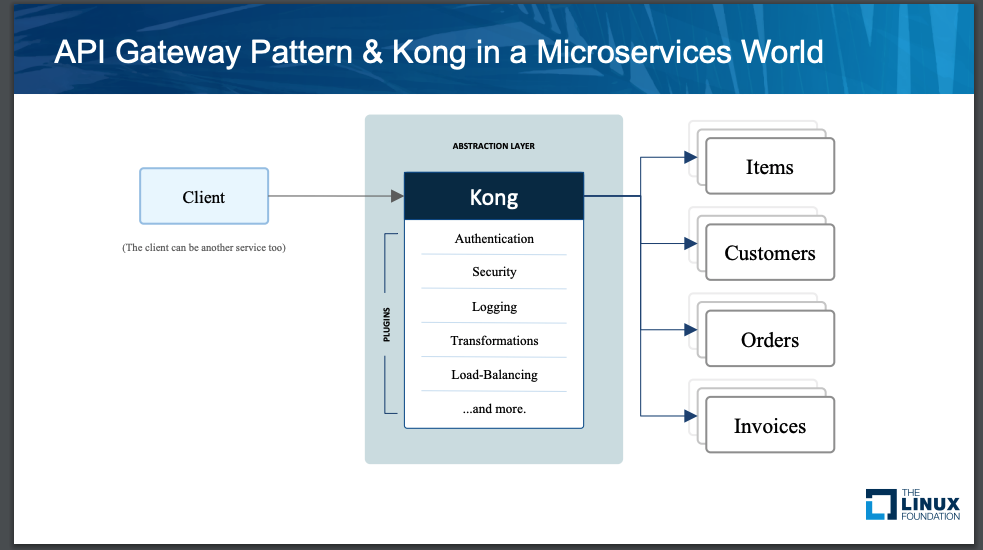 API Gateway Pattern & Kong in a Microservices World
ABSTRACTION LAYER
Client
(The client can be another service too)
Kong
PLUGINS
Authentication
Security
Logging
Transformations
Load-Balancing
...and more.
Items
Customers
Orders
Invoices
THE
LINUX
FOUNDATION